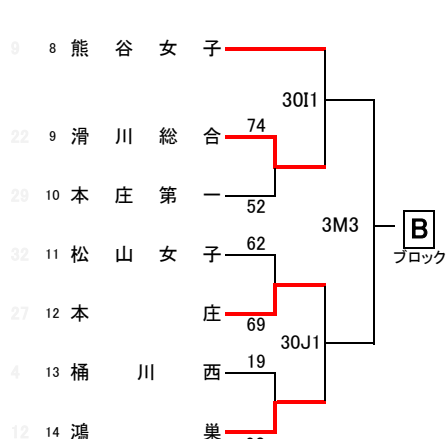 9 8 熊谷女子
30I1
22 9 滑川総合 74
29 10 本庄第一 52
3M3
B
ブロック
32 11 松山女子 62
27 12 本庄 69
30J1
4 13 桶川西 19
12 14 鴻巣